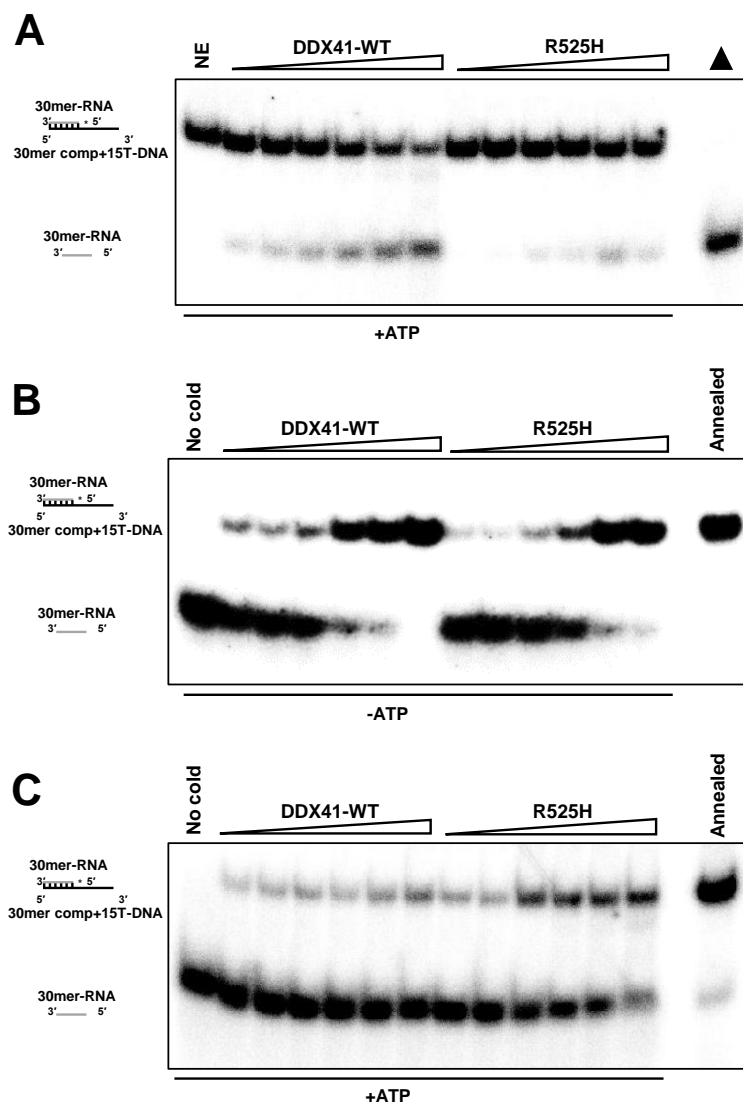 A
NE
DDX41-WT
R525H
▲
30mer-RNA
3′ * 5′
5′ 3′
30mer comp+15T-DNA
30mer-RNA
3′ 5′
+ATP
B
No cold
DDX41-WT
R525H
Annealed
30mer-RNA
3′ * 5′
5′ 3′
30mer comp+15T-DNA
30mer-RNA
3′ 5′
-ATP
C
No cold
DDX41-WT
R525H
Annealed
30mer-RNA
3′ * 5′
5′ 3′
30mer comp+15T-DNA
30mer-RNA
3′ 5′
+ATP